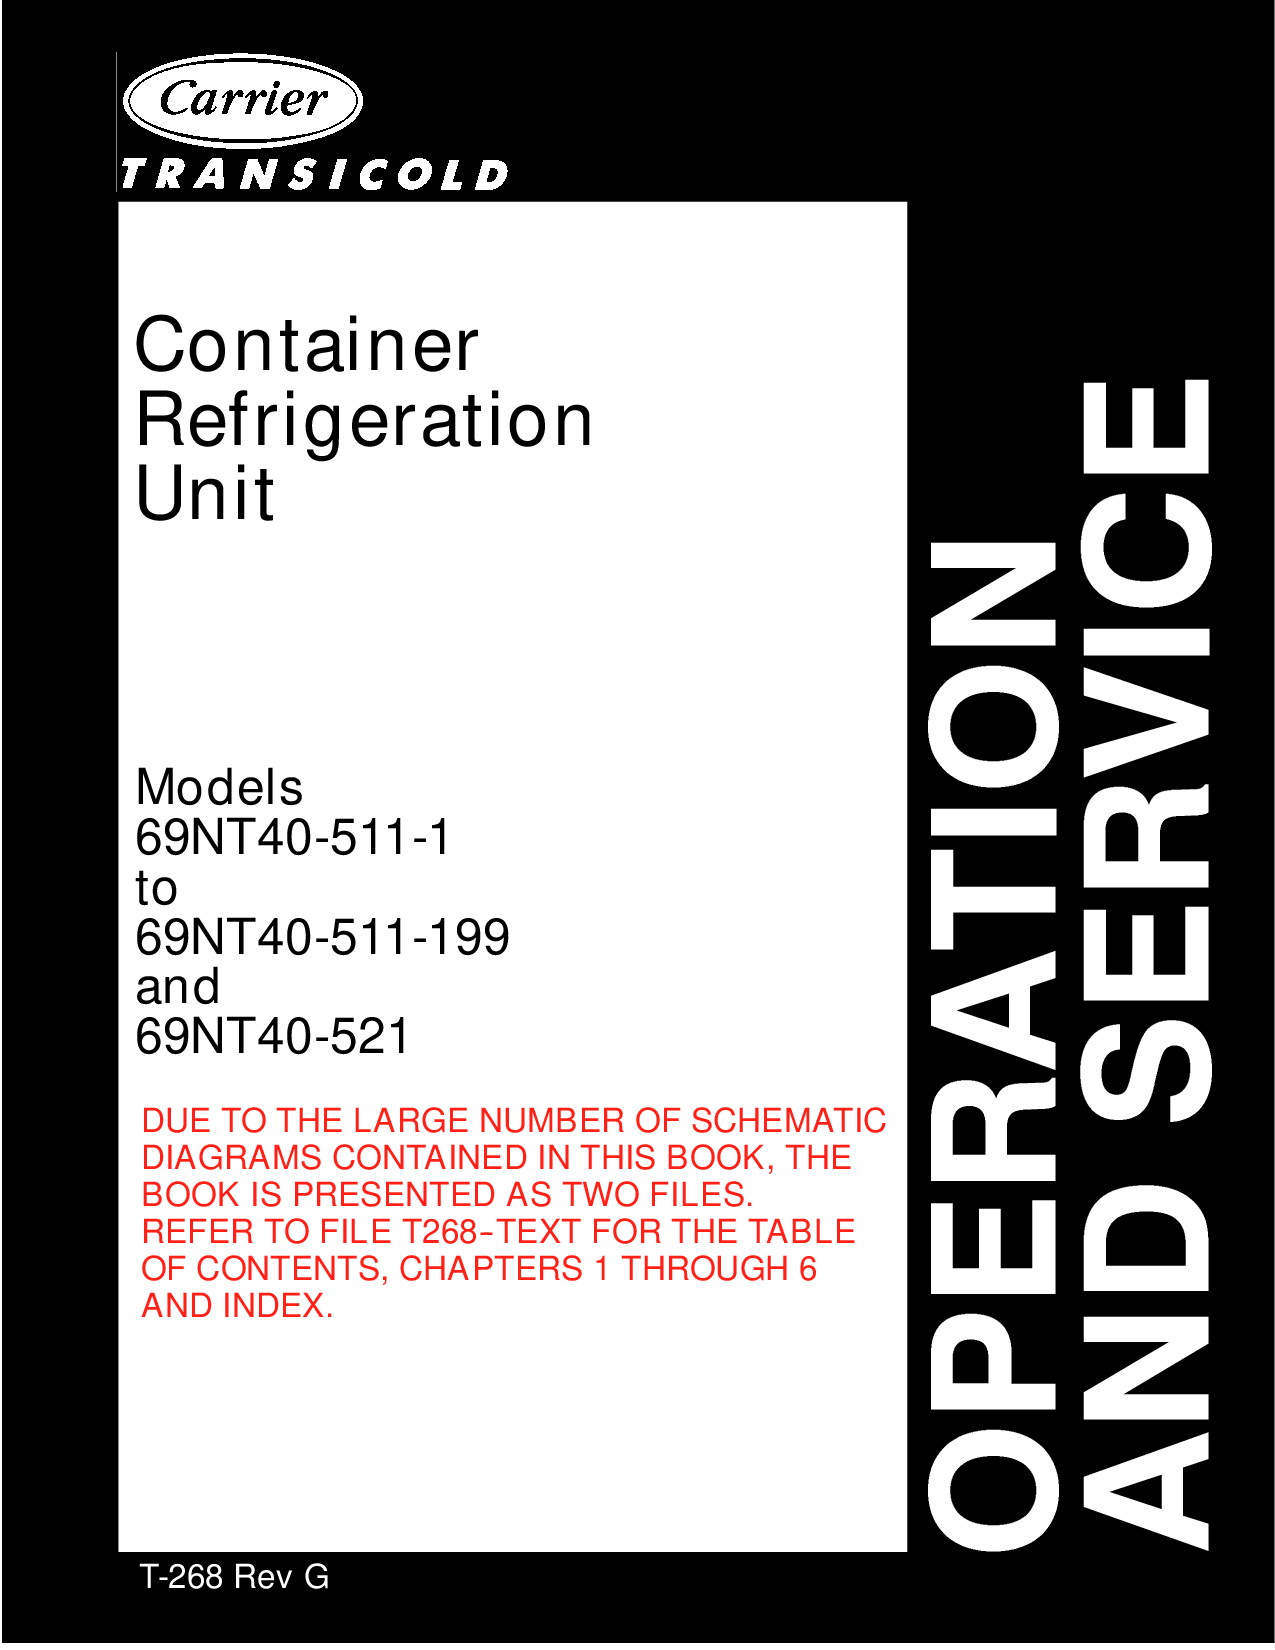 Carrier
TRANSICOLD
Container
Refrigeration
Unit
Models
69NT40-511-1
to
69NT40-511-199
and
69NT40-521
DUE TO THE LARGE NUMBER OF SCHEMATIC
DIAGRAMS CONTAINED IN THIS BOOK, THE
BOOK IS PRESENTED AS TWO FILES.
REFER TO FILE T268-TEXT FOR THE TABLE
OF CONTENTS, CHAPTERS 1 THROUGH 6
AND INDEX.
OPERATION
AND SERVICE
T-268 Rev G